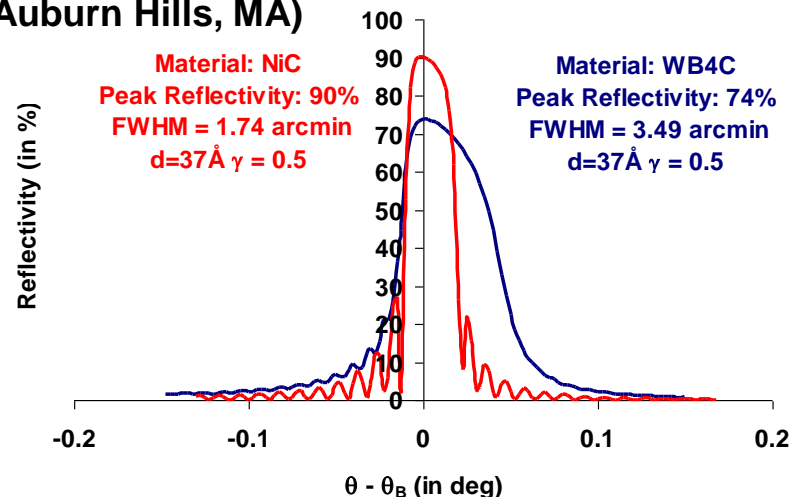 Auburn Hills, MA)
Material: NiC
Peak Reflectivity: 90%
FWHM = 1.74 arcmin
d=37Å γ = 0.5
Material: WB4C
Peak Reflectivity: 74%
FWHM = 3.49 arcmin
d=37Å γ = 0.5
Reflectivity (in %)
100
90
80
70
60
50
40
30
20
10
0
-0.2 -0.1 0 0.1 0.2
θ - θB (in deg)